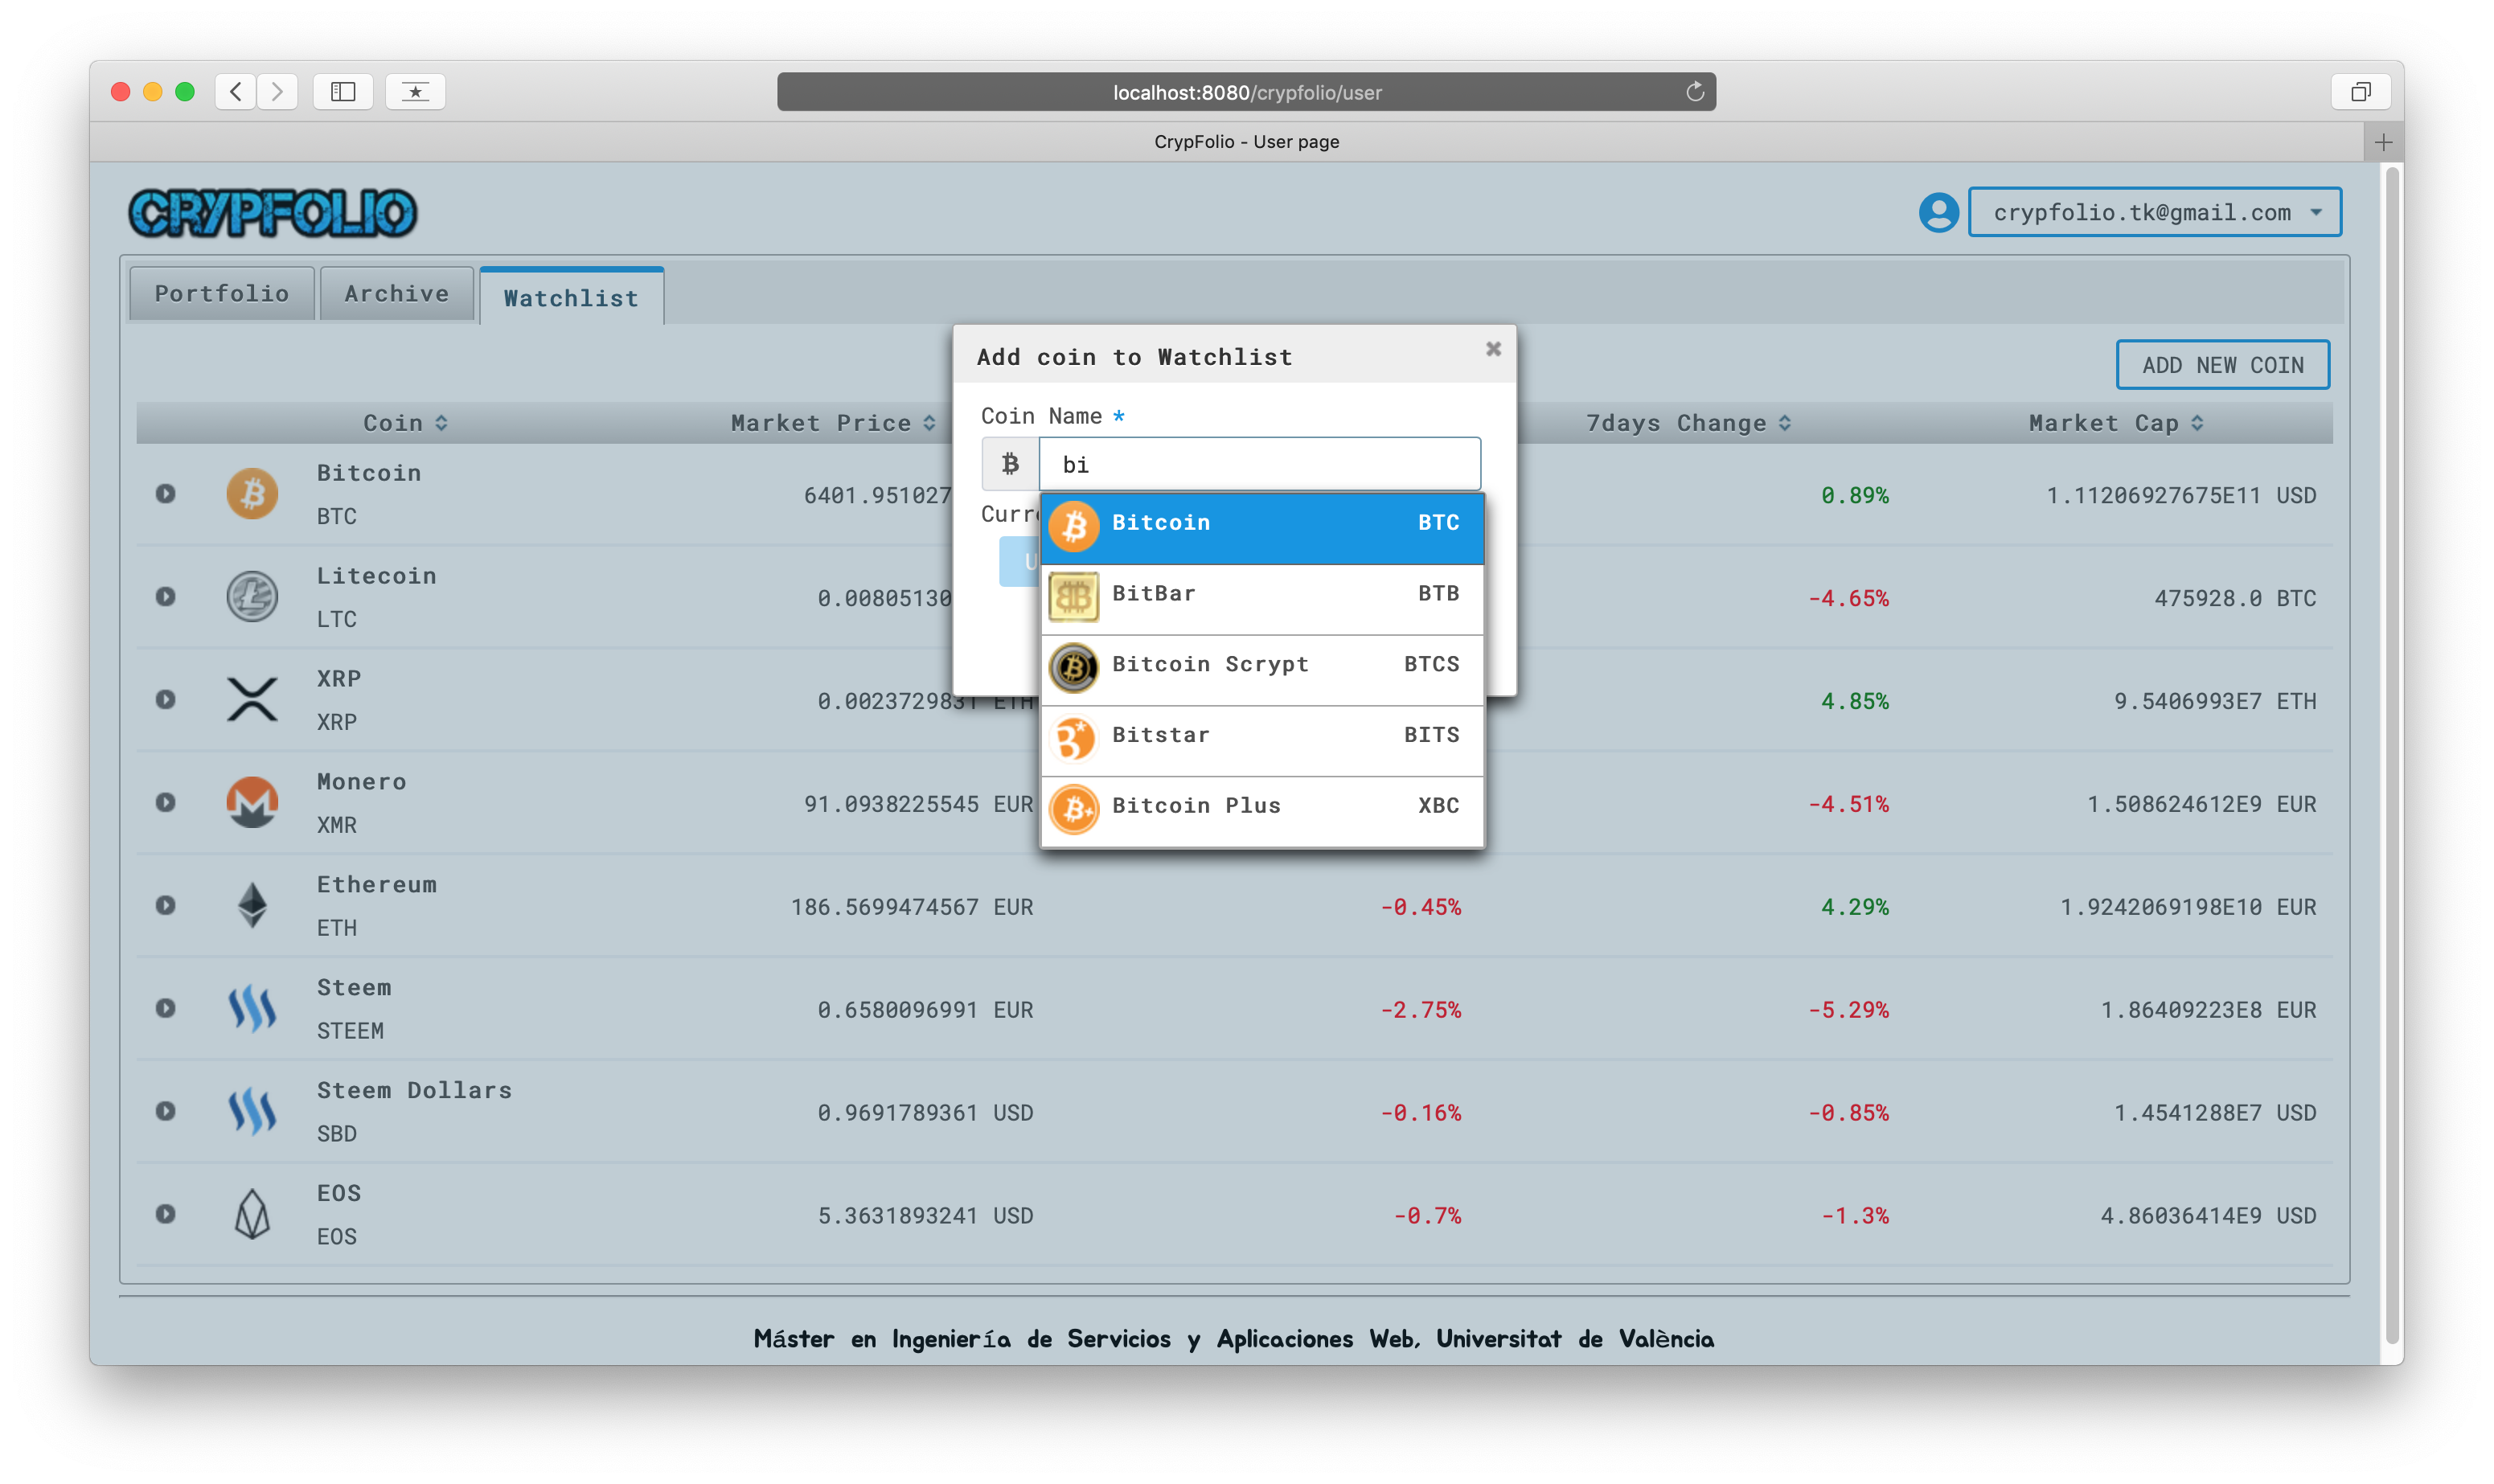 localhost:8080/crypfolio/user
CrypFolio - User page
CRYPFOLIO
crypfolio.tk@gmail.com
Portfolio Archive Watchlist
ADD NEW COIN
Add coin to Watchlist
Coin Name *
bi
Bitcoin BTC
BitBar BTB
Bitcoin Scrypt BTCS
Bitstar BITS
Bitcoin Plus XBC
Coin Market Price 7days Change Market Cap
Bitcoin
BTC
6401.951027 0.89% 1.11206927675E11 USD
Litecoin
LTC
0.00805130 -4.65% 475928.0 BTC
XRP
XRP
0.0023729831 ETH 4.85% 9.5406993E7 ETH
Monero
XMR
91.0938225545 EUR -4.51% 1.508624612E9 EUR
Ethereum
ETH
186.5699474567 EUR -0.45% 4.29% 1.9242069198E10 EUR
Steem
STEEM
0.6580096991 EUR -2.75% -5.29% 1.86409223E8 EUR
Steem Dollars
SBD
0.9691789361 USD -0.16% -0.85% 1.4541288E7 USD
EOS
EOS
5.3631893241 USD -0.7% -1.3% 4.86036414E9 USD
Máster en Ingeniería de Servicios y Aplicaciones Web, Universitat de València